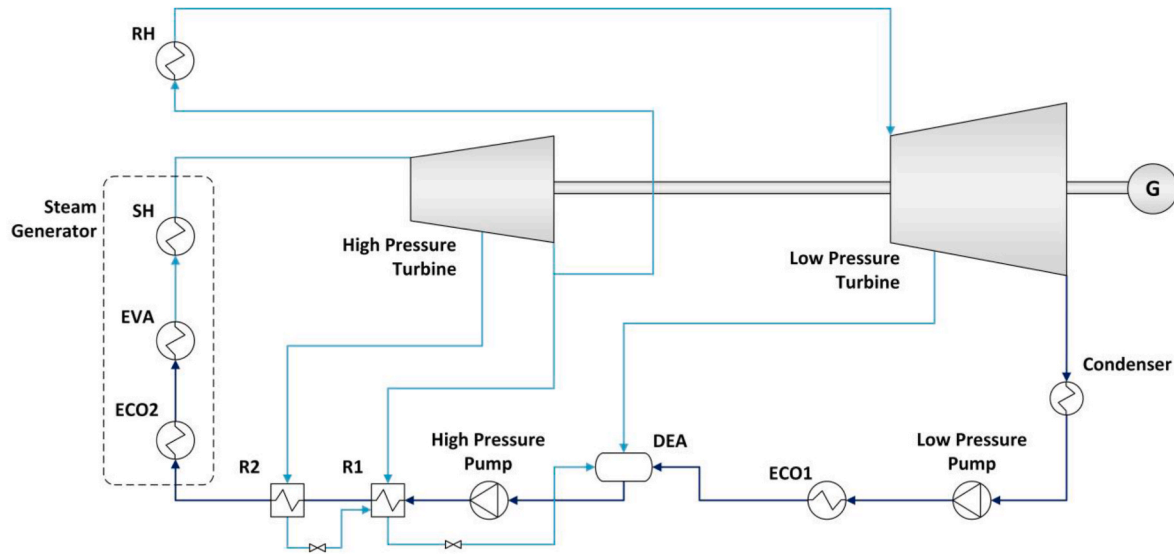 RH
G
Steam
Generator
SH
High Pressure
Turbine
Low Pressure
Turbine
EVA
Condenser
ECO2
High Pressure
Pump
DEA
Low Pressure
Pump
R2
R1
ECO1